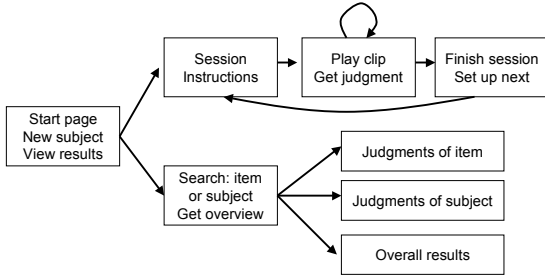 Session
Instructions
Play clip
Get judgment
Finish session
Set up next
Start page
New subject
View results
Search: item
or subject
Get overview
Judgments of item
Judgments of subject
Overall results